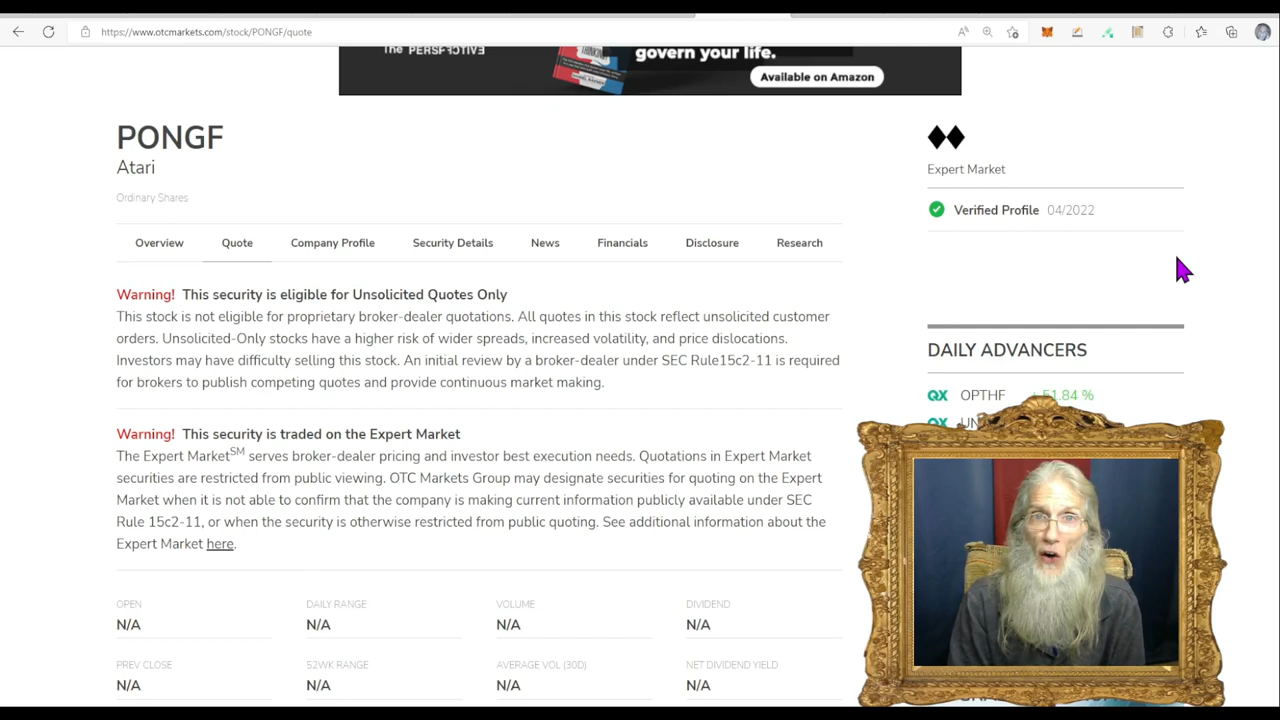 https://www.otcmarkets.com/stock/PONGF/quote
The PERSPECTIVE
govern your life.
Available on Amazon
PONGF
Atari
Ordinary Shares
Expert Market
Verified Profile 04/2022
Overview Quote Company Profile Security Details News Financials Disclosure Research
Warning! This security is eligible for Unsolicited Quotes Only
This stock is not eligible for proprietary broker-dealer quotations. All quotes in this stock reflect unsolicited customer
orders. Unsolicited-Only stocks have a higher risk of wider spreads, increased volatility, and price dislocations.
Investors may have difficulty selling this stock. An initial review by a broker-dealer under SEC Rule15c2-11 is required
for brokers to publish competing quotes and provide continuous market making.
Warning! This security is traded on the Expert Market
The Expert MarketSM serves broker-dealer pricing and investor best execution needs. Quotations in Expert Market
securities are restricted from public viewing. OTC Markets Group may designate securities for quoting on the Expert
Market when it is not able to confirm that the company is making current information publicly available under SEC
Rule 15c2-11, or when the security is otherwise restricted from public quoting. See additional information about the
Expert Market here.
DAILY ADVANCERS
QX OPTHF 51.84 %
QX
OPEN DAILY RANGE VOLUME DIVIDEND
N/A N/A N/A N/A
PREV CLOSE 52WK RANGE AVERAGE VOL (30D) NET DIVIDEND YIELD
N/A N/A N/A N/A